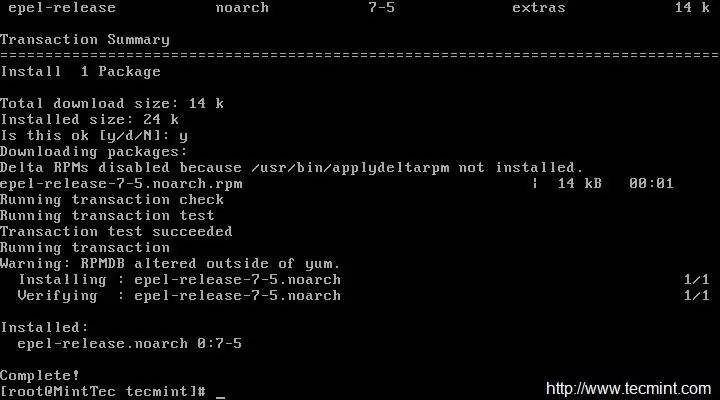 epel-release noarch 7-5 extras 14 k
Transaction Summary
================================================================================
Install  1 Package
Total download size: 14 k
Installed size: 24 k
Is this ok [y/d/N]: y
Downloading packages:
Delta RPMs disabled because /usr/bin/applydeltarpm not installed.
epel-release-7-5.noarch.rpm | 14 kB 00:01
Running transaction check
Running transaction test
Transaction test succeeded
Running transaction
Warning: RPMDB altered outside of yum.
Installing : epel-release-7-5.noarch 1/1
Verifying : epel-release-7-5.noarch 1/1
Installed:
epel-release.noarch 0:7-5
Complete!
[root@MintTec tecmint]# _
http://www.tecmint.com